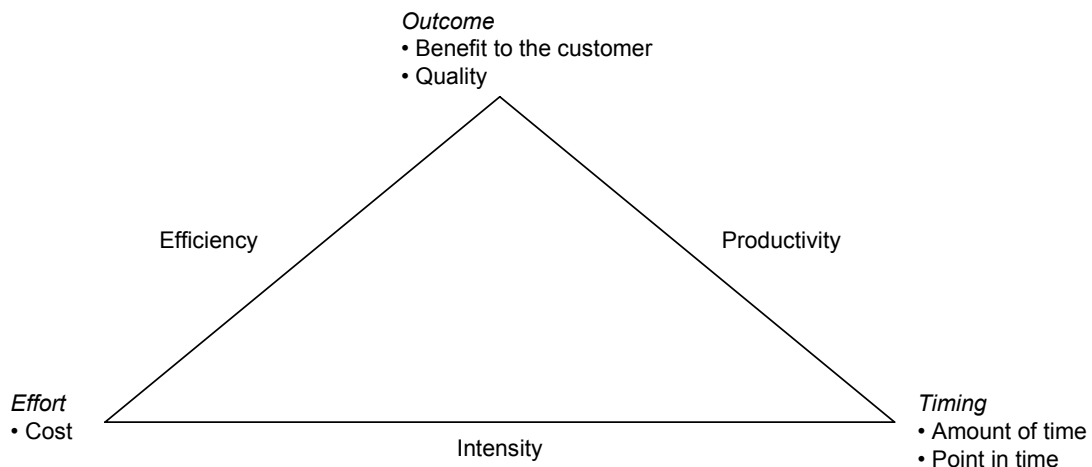 Outcome
• Benefit to the customer
• Quality
Efficiency
Productivity
Effort
• Cost
Intensity
Timing
• Amount of time
• Point in time